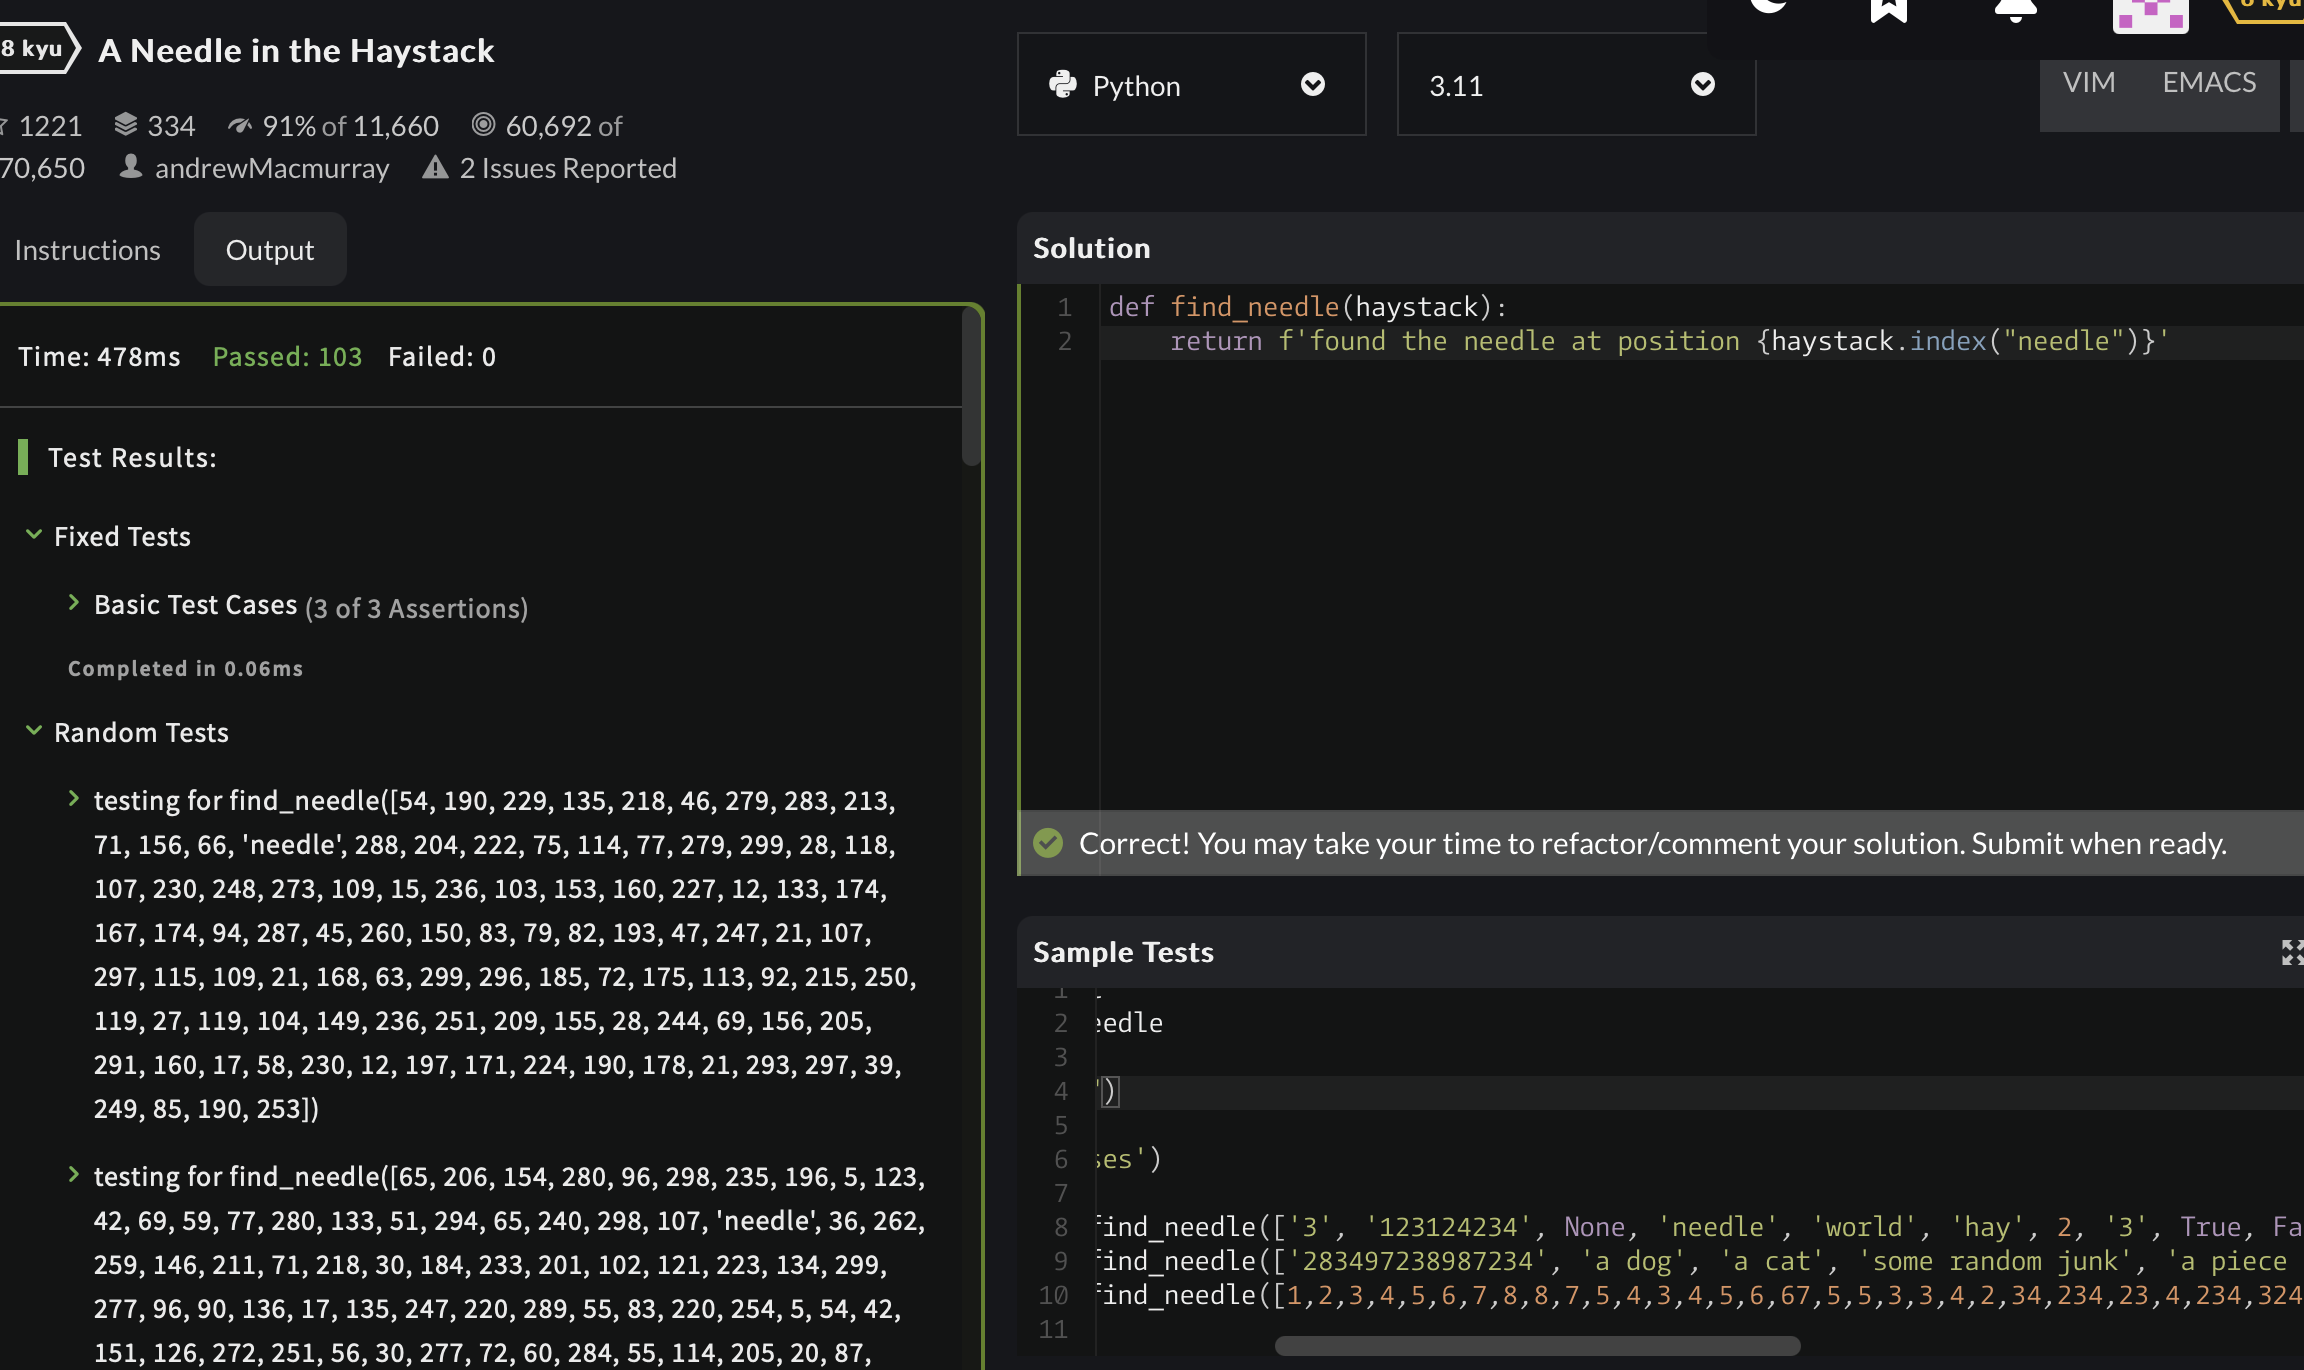 8 kyu A Needle in the Haystack
1221 334 91% of 11,660 60,692 of
70,650 andrewMacmurray 2 Issues Reported
Instructions Output
Time: 478ms Passed: 103 Failed: 0
Test Results:
Fixed Tests
Basic Test Cases (3 of 3 Assertions)
Completed in 0.06ms
Random Tests
testing for find_needle([54, 190, 229, 135, 218, 46, 279, 283, 213,
71, 156, 66, 'needle', 288, 204, 222, 75, 114, 77, 279, 299, 28, 118,
107, 230, 248, 273, 109, 15, 236, 103, 153, 160, 227, 12, 133, 174,
167, 174, 94, 287, 45, 260, 150, 83, 79, 82, 193, 47, 247, 21, 107,
297, 115, 109, 21, 168, 63, 299, 296, 185, 72, 175, 113, 92, 215, 250,
119, 27, 119, 104, 149, 236, 251, 209, 155, 28, 244, 69, 156, 205,
291, 160, 17, 58, 230, 12, 197, 171, 224, 190, 178, 21, 293, 297, 39,
249, 85, 190, 253])
testing for find_needle([65, 206, 154, 280, 96, 298, 235, 196, 5, 123,
42, 69, 59, 77, 280, 133, 51, 294, 65, 240, 298, 107, 'needle', 36, 262,
259, 146, 211, 71, 218, 30, 184, 233, 201, 102, 121, 223, 134, 299,
277, 96, 90, 136, 17, 135, 247, 220, 289, 55, 83, 220, 254, 5, 54, 42,
151, 126, 272, 251, 56, 30, 277, 72, 60, 284, 55, 114, 205, 20, 87,
Python 3.11 VIM EMACS
Solution
1 def find_needle(haystack):
2 return f'found the needle at position {haystack.index("needle")}'
Correct! You may take your time to refactor/comment your solution. Submit when ready.
Sample Tests
1
2 eedle
3
4 ')
5
6 ses')
7
8 find_needle(['3', '123124234', None, 'needle', 'world', 'hay', 2, '3', True, Fa
9 find_needle(['283497238987234', 'a dog', 'a cat', 'some random junk', 'a piece
10 find_needle([1,2,3,4,5,6,7,8,8,7,5,4,3,4,5,6,67,5,5,3,3,4,2,34,234,23,4,234,324
11